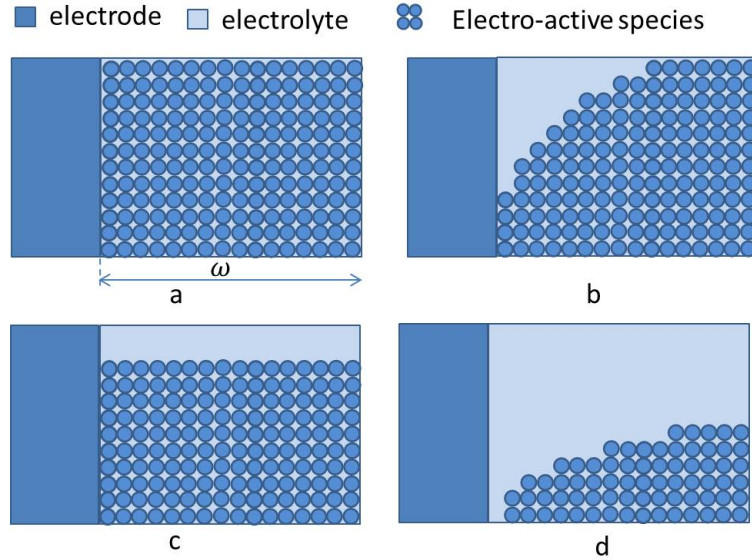 electrode electrolyte Electro-active species
ω
a b
c d